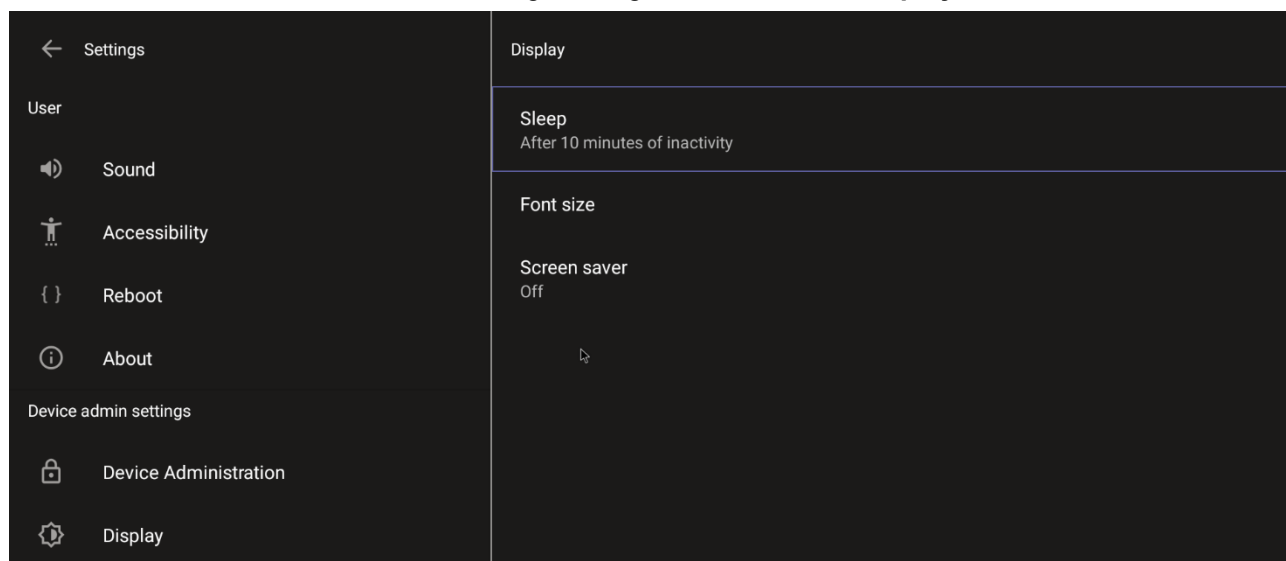 Settings
User
Sound
Accessibility
{ } Reboot
About
Device admin settings
Device Administration
Display
Display
Sleep
After 10 minutes of inactivity
Font size
Screen saver
Off